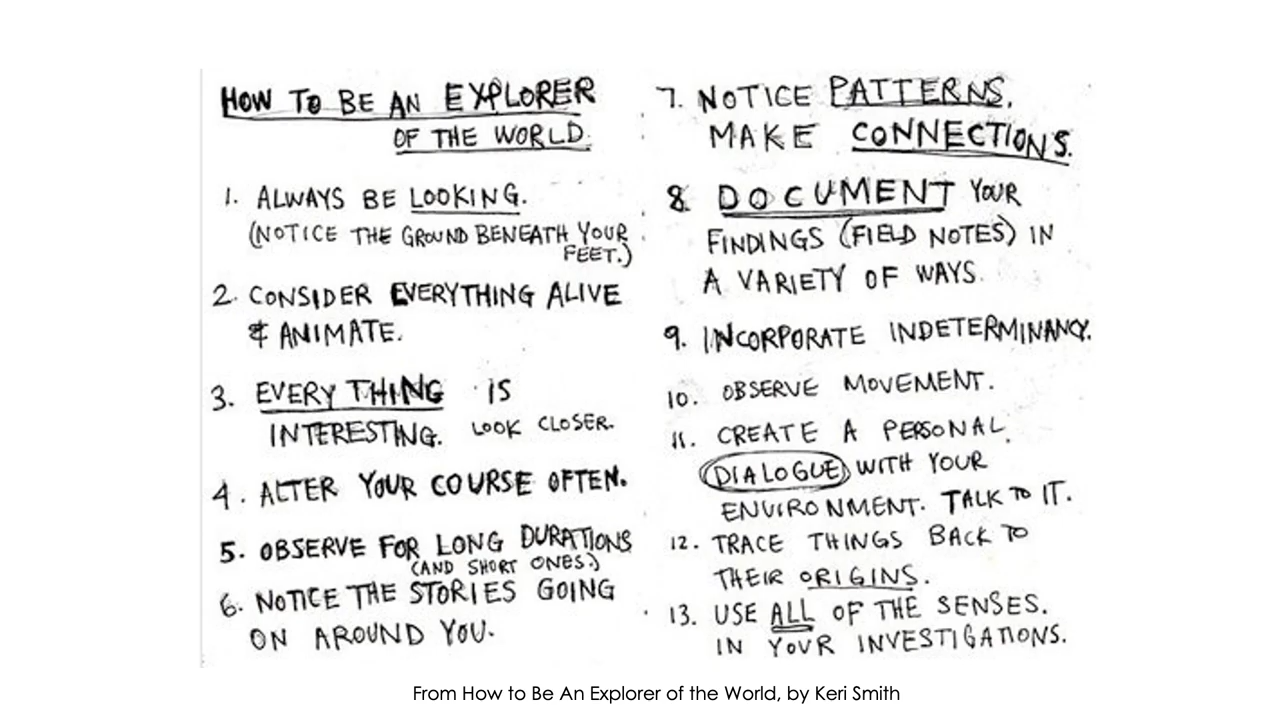 HOW TO BE AN EXPLORER
OF THE WORLD.
1. ALWAYS BE LOOKING.
(NOTICE THE GROUND BENEATH YOUR
FEET.)
2. CONSIDER EVERYTHING ALIVE
& ANIMATE.
3. EVERY THING IS
INTERESTING. LOOK CLOSER.
4. ALTER YOUR COURSE OFTEN.
5. OBSERVE FOR LONG DURATIONS
(AND SHORT ONES.)
6. NOTICE THE STORIES GOING
ON AROUND YOU.
7. NOTICE PATTERNS.
MAKE CONNECTIONS.
8. DOCUMENT YOUR
FINDINGS (FIELD NOTES) IN
A VARIETY OF WAYS.
9. INCORPORATE INDETERMINANCY.
10. OBSERVE MOVEMENT.
11. CREATE A PERSONAL
DIALOGUE WITH YOUR
ENVIRONMENT. TALK TO IT.
12. TRACE THINGS BACK TO
THEIR ORIGINS.
13. USE ALL OF THE SENSES.
IN YOUR INVESTIGATIONS.
From How to Be An Explorer of the World, by Keri Smith